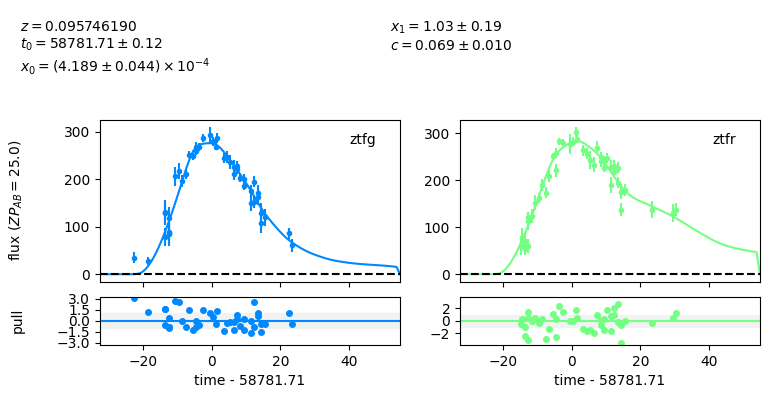 z = 0.095746190
t₀ = 58781.71 ± 0.12
x₀ = (4.189 ± 0.044) × 10⁻⁴
x₁ = 1.03 ± 0.19
c = 0.069 ± 0.010
flux (ZP_AB = 25.0)
300
200
100
0
ztfg
300
200
100
0
ztfr
pull
3.0
1.5
0.0
−1.5
−3.0
2
0
−2
−20 0 20 40
−20 0 20 40
time - 58781.71
time - 58781.71